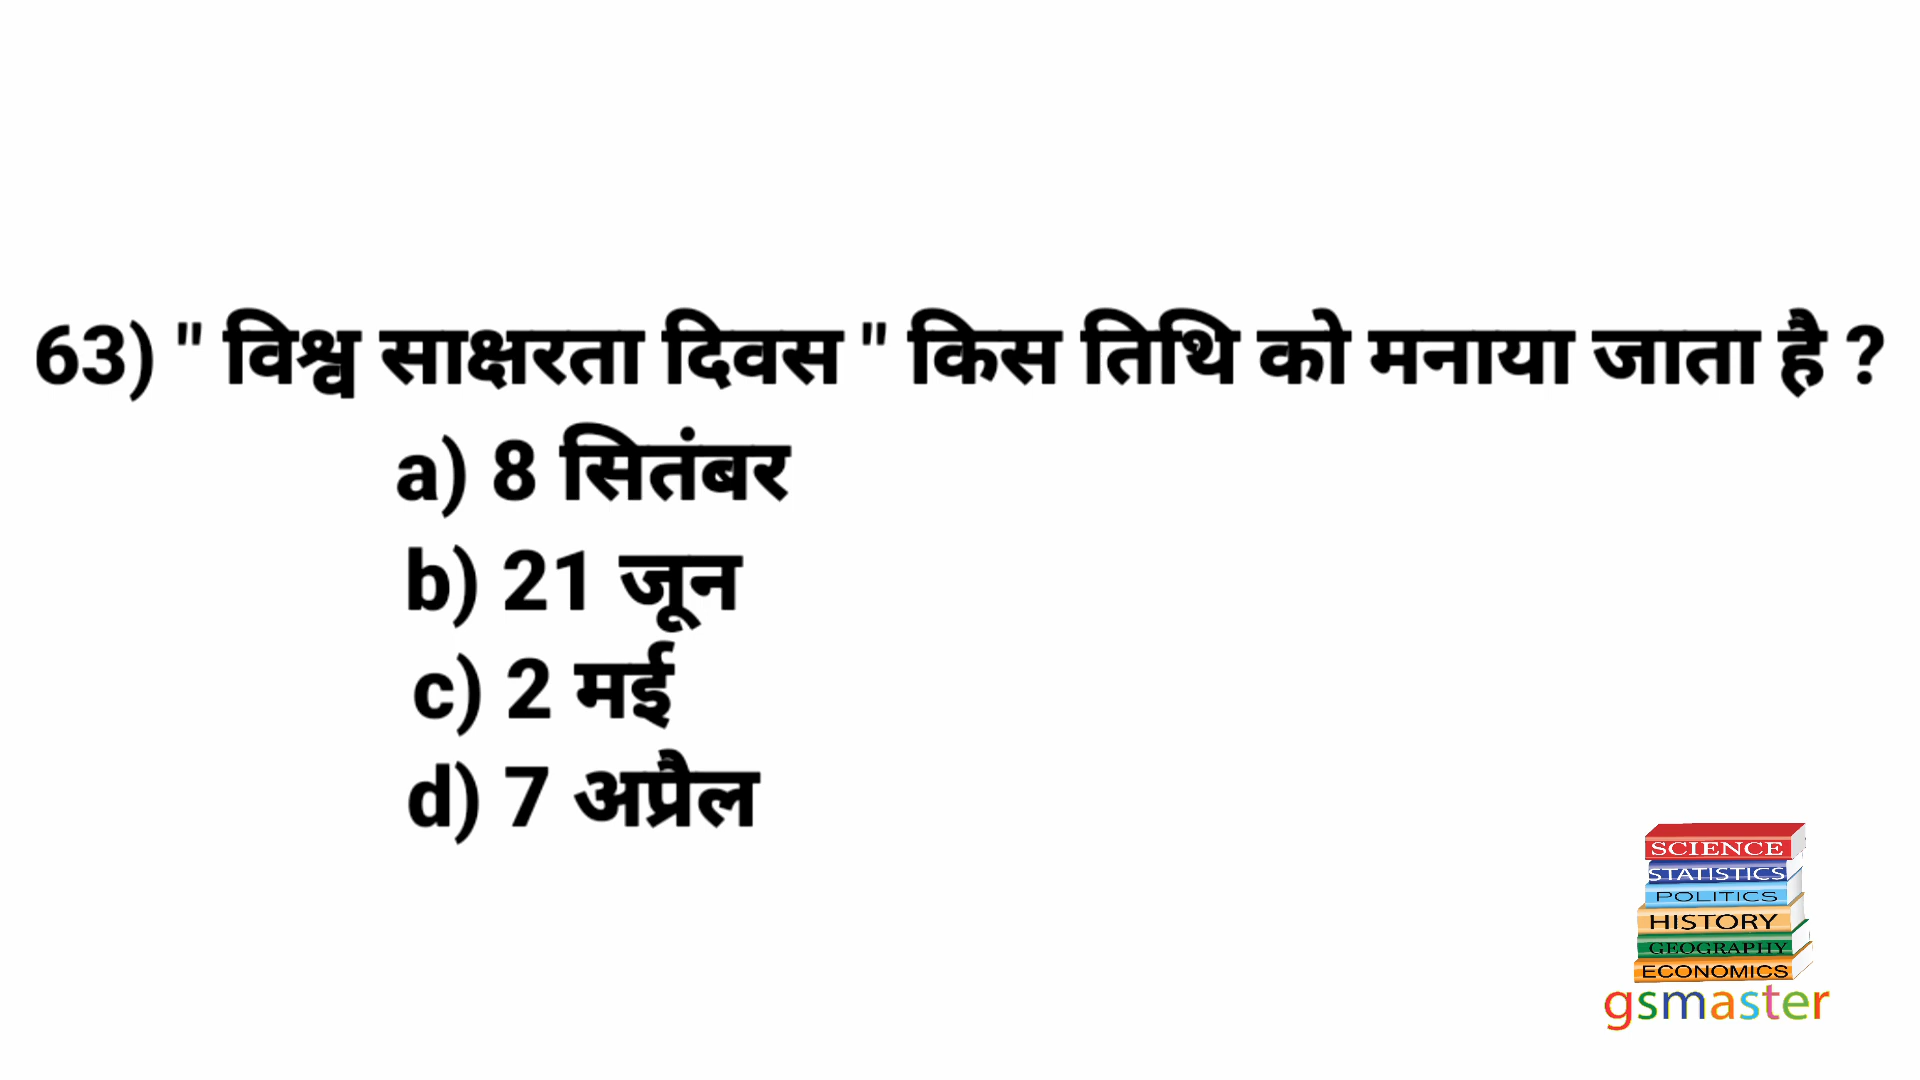 63) " विश्व साक्षरता दिवस " किस तिथि को मनाया जाता है ?
a) 8 सितंबर
b) 21 जून
c) 2 मई
d) 7 अप्रैल
SCIENCE
STATISTICS
POLITICS
HISTORY
GEOGRAPHY
ECONOMICS
gsmaster